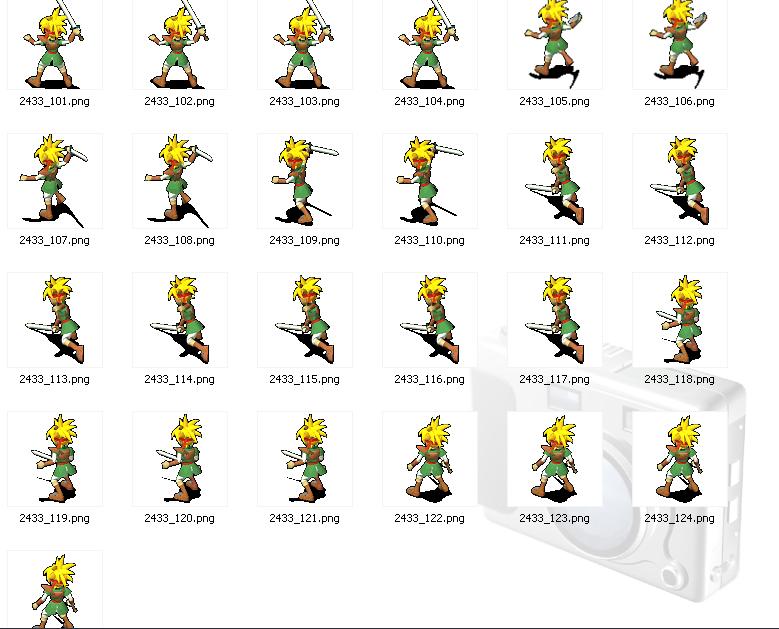 2433_101.png 2433_102.png 2433_103.png 2433_104.png 2433_105.png 2433_106.png
2433_107.png 2433_108.png 2433_109.png 2433_110.png 2433_111.png 2433_112.png
2433_113.png 2433_114.png 2433_115.png 2433_116.png 2433_117.png 2433_118.png
2433_119.png 2433_120.png 2433_121.png 2433_122.png 2433_123.png 2433_124.png